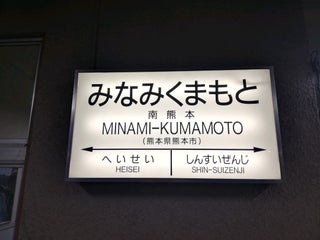 みなみくまもと
南熊本
MINAMI-KUMAMOTO
(熊本県熊本市)
へいせい しんすいぜんじ
HEISEI SHIN-SUIZENJI